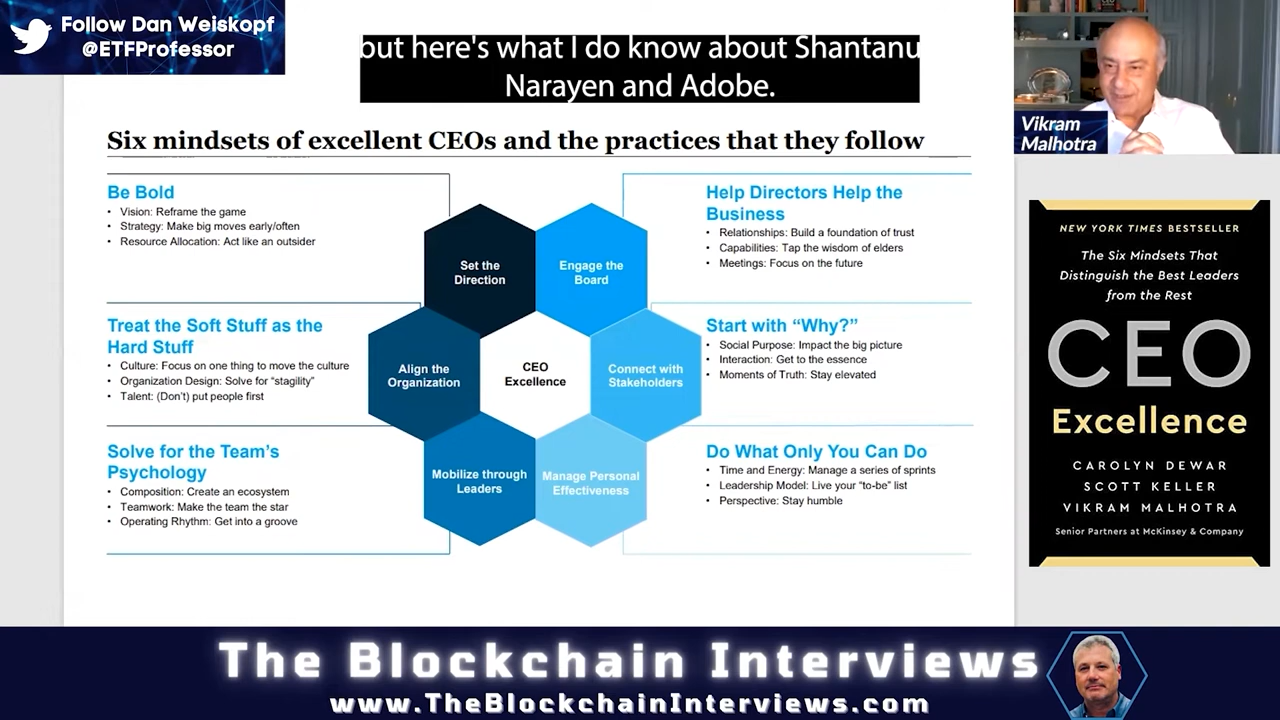 Follow Dan Weiskopf
@ETFProfessor
but here's what I do know about Shantanu
Narayen and Adobe.
Vikram
Malhotra
Six mindsets of excellent CEOs and the practices that they follow
Be Bold
• Vision: Reframe the game
• Strategy: Make big moves early/often
• Resource Allocation: Act like an outsider
Treat the Soft Stuff as the
Hard Stuff
• Culture: Focus on one thing to move the culture
• Organization Design: Solve for “stagility”
• Talent: (Don’t) put people first
Solve for the Team’s
Psychology
• Composition: Create an ecosystem
• Teamwork: Make the team the star
• Operating Rhythm: Get into a groove
Set the
Direction
Engage the
Board
Align the
Organization
CEO
Excellence
Connect with
Stakeholders
Mobilize through
Leaders
Manage Personal
Effectiveness
Help Directors Help the
Business
• Relationships: Build a foundation of trust
• Capabilities: Tap the wisdom of elders
• Meetings: Focus on the future
Start with “Why?”
• Social Purpose: Impact the big picture
• Interaction: Get to the essence
• Moments of Truth: Stay elevated
Do What Only You Can Do
• Time and Energy: Manage a series of sprints
• Leadership Model: Live your “to-be” list
• Perspective: Stay humble
NEW YORK TIMES BESTSELLER
The Six Mindsets That
Distinguish the Best Leaders
from the Rest
CEO
Excellence
CAROLYN DEWAR
SCOTT KELLER
VIKRAM MALHOTRA
Senior Partners at McKinsey & Company
The Blockchain Interviews
www.TheBlockchainInterviews.com